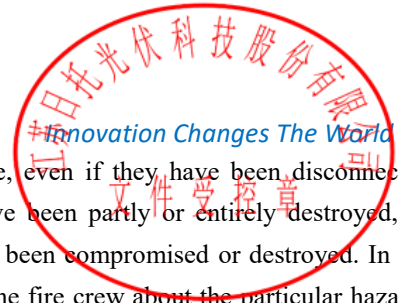 江苏日托光伏科技股份有限公司
Innovation Changes The World
e, even if they have been disconnec
文件受控章
ve been partly or entirely destroyed,
been compromised or destroyed. In
he fire crew about the particular haza